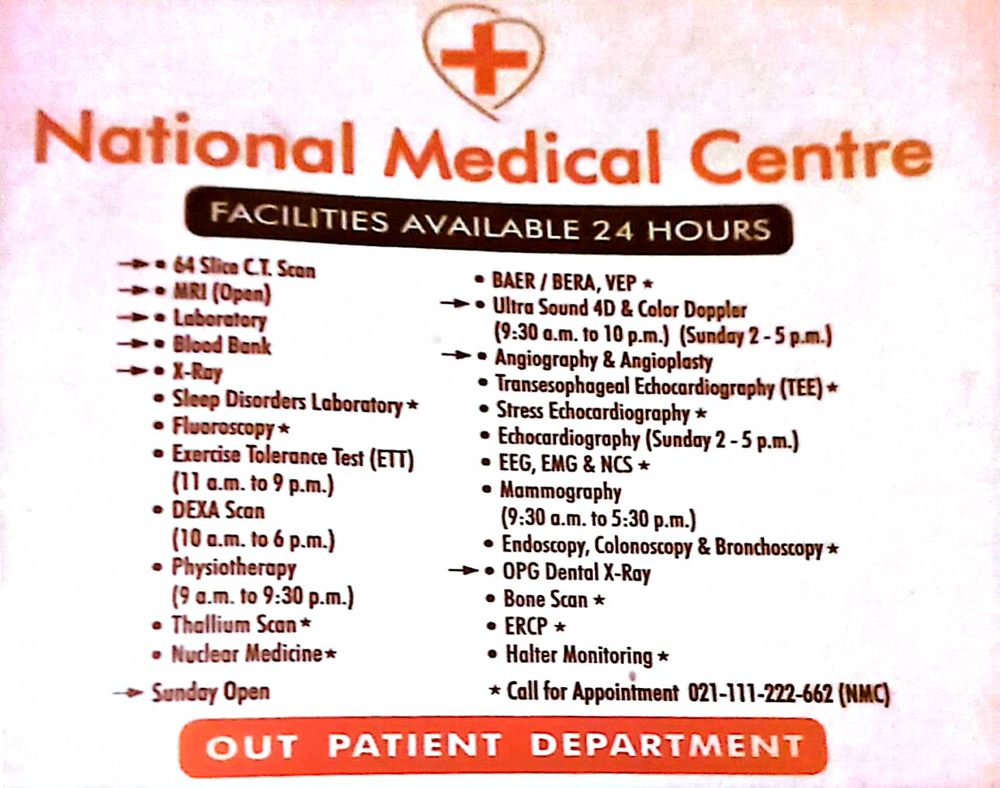 National Medical Centre
FACILITIES AVAILABLE 24 HOURS
→ • 64 Slice C.T. Scan
→ • MRI (Open)
→ • Laboratory
→ • Blood Bank
→ • X-Ray
• Sleep Disorders Laboratory ★
• Fluoroscopy ★
• Exercise Tolerance Test (ETT)
(11 a.m. to 9 p.m.)
• DEXA Scan
(10 a.m. to 6 p.m.)
• Physiotherapy
(9 a.m. to 9:30 p.m.)
• Thallium Scan ★
• Nuclear Medicine ★
→ Sunday Open
• BAER / BERA, VEP ★
→ • Ultra Sound 4D & Color Doppler
(9:30 a.m. to 10 p.m.) (Sunday 2 - 5 p.m.)
→ • Angiography & Angioplasty
• Transesophageal Echocardiography (TEE) ★
• Stress Echocardiography ★
• Echocardiography (Sunday 2 - 5 p.m.)
• EEG, EMG & NCS ★
• Mammography
(9:30 a.m. to 5:30 p.m.)
• Endoscopy, Colonoscopy & Bronchoscopy ★
→ • OPG Dental X-Ray
• Bone Scan ★
• ERCP ★
• Halter Monitoring ★
★ Call for Appointment 021-111-222-662 (NMC)
OUT PATIENT DEPARTMENT